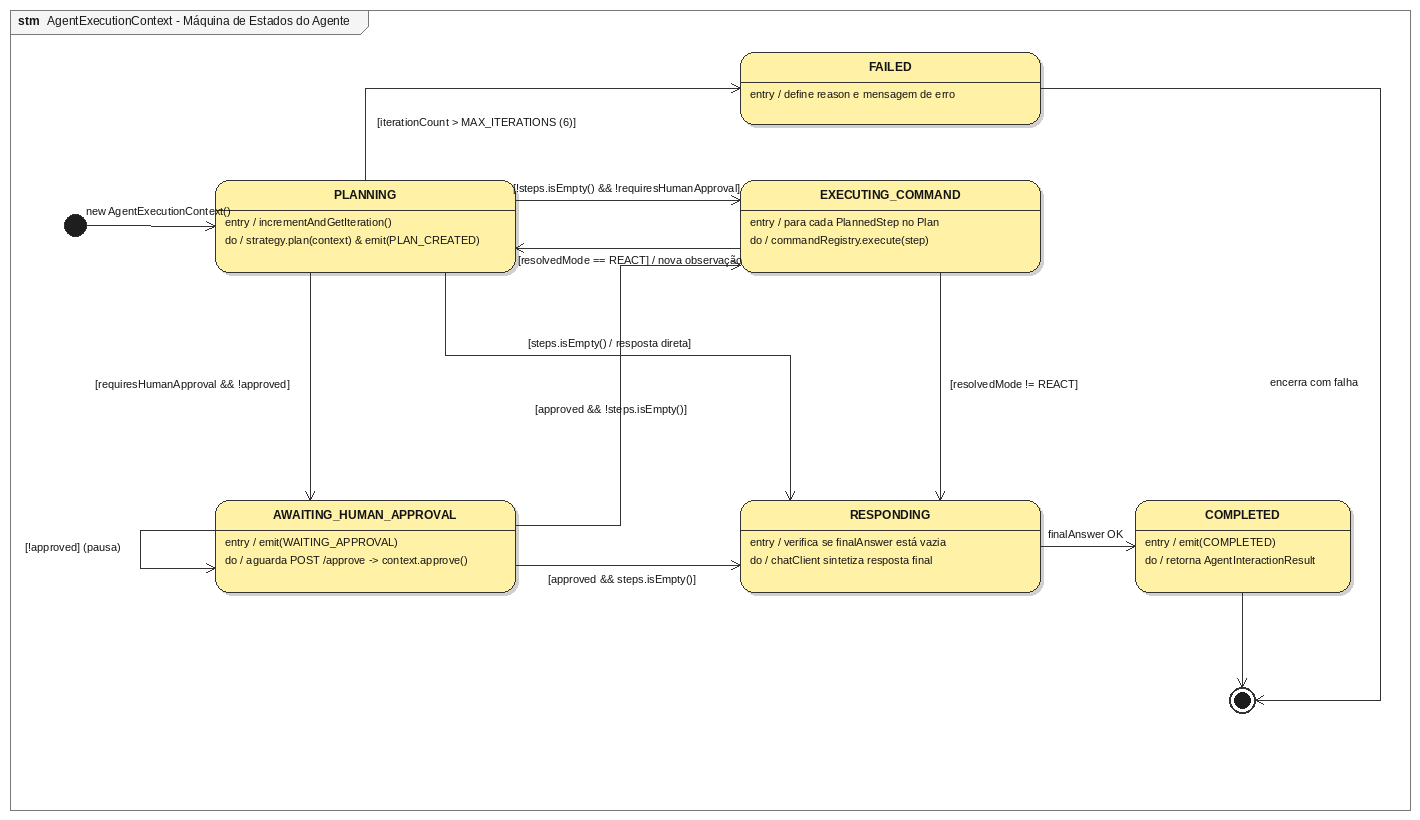 stm AgentExecutionContext - Máquina de Estados do Agente
FAILED
entry / define reason e mensagem de erro
[iterationCount > MAX_ITERATIONS (6)]
new AgentExecutionContext()
PLANNING
entry / incrementAndGetIteration()
do / strategy.plan(context) & emit(PLAN_CREATED)
[!steps.isEmpty() && !requiresHumanApproval]
EXECUTING_COMMAND
entry / para cada PlannedStep no Plan
do / commandRegistry.execute(step)
[resolvedMode == REACT] / nova observação
[steps.isEmpty() / resposta direta]
[requiresHumanApproval && !approved]
[approved && !steps.isEmpty()]
[resolvedMode != REACT]
encerra com falha
[!approved] (pausa)
AWAITING_HUMAN_APPROVAL
entry / emit(WAITING_APPROVAL)
do / aguarda POST /approve -> context.approve()
[approved && steps.isEmpty()]
RESPONDING
entry / verifica se finalAnswer está vazia
do / chatClient sintetiza resposta final
finalAnswer OK
COMPLETED
entry / emit(COMPLETED)
do / retorna AgentInteractionResult